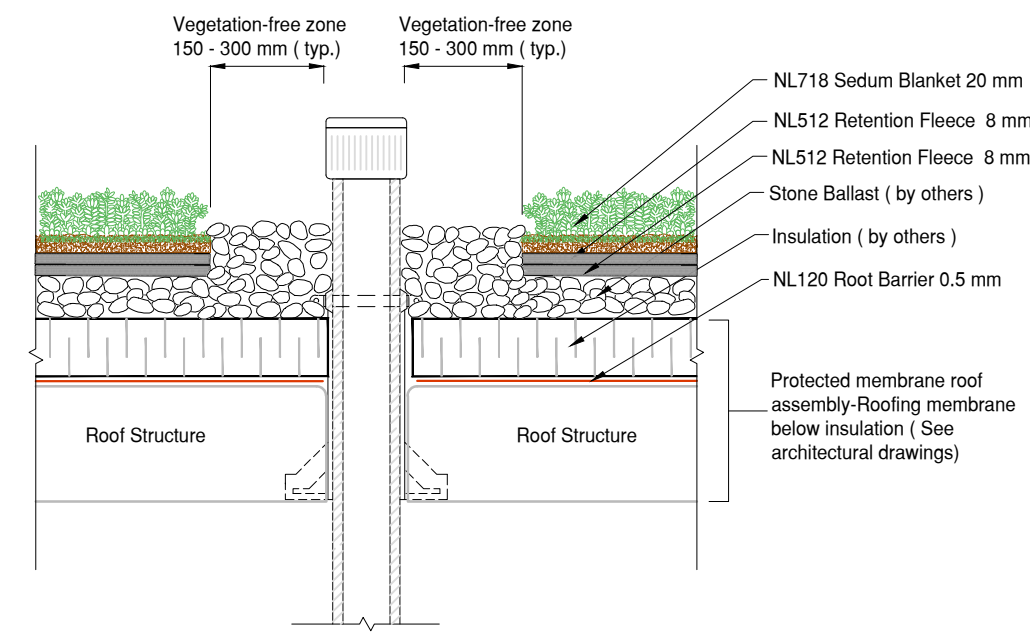 Vegetation-free zone
150 - 300 mm ( typ.)
Vegetation-free zone
150 - 300 mm ( typ.)
NL718 Sedum Blanket 20 mm
NL512 Retention Fleece 8 mm
NL512 Retention Fleece 8 mm
Stone Ballast ( by others )
Insulation ( by others )
NL120 Root Barrier 0.5 mm
Protected membrane roof
assembly-Roofing membrane
below insulation ( See
architectural drawings)
Roof Structure
Roof Structure